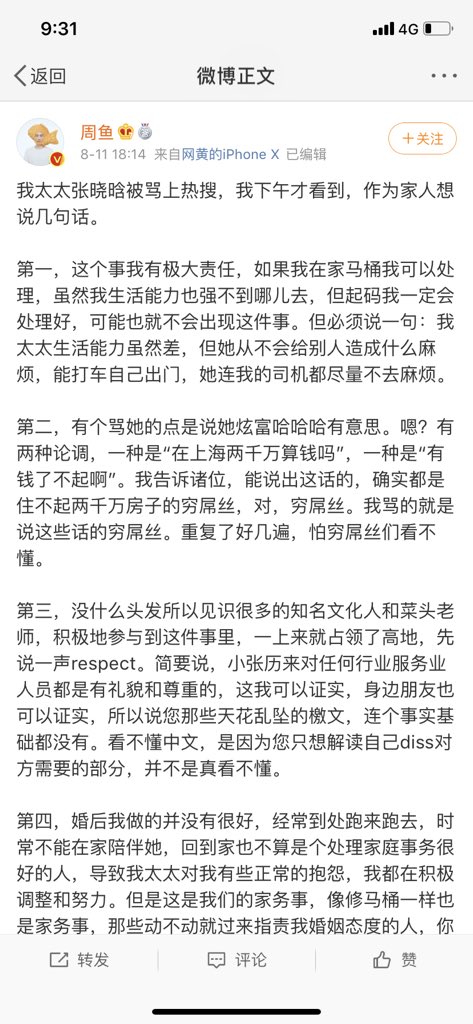 9:31
4G
返回
微博正文
周鱼
8-11 18:14 来自网黄的iPhone X 已编辑
+关注
我太太张晓晗被骂上热搜，我下午才看到，作为家人想
说几句话。
第一，这个事我有极大责任，如果我在家马桶我可以处
理，虽然我生活能力也强不到哪儿去，但起码我一定会
处理好，可能也就不会出现这件事。但必须说一句：我
太太生活能力虽然差，但她从不会给别人造成什么麻
烦，能打车自己出门，她连我的司机都尽量不去麻烦。
第二，有个骂她的点是说她炫富哈哈哈有意思。嗯？有
两种论调，一种是“在上海两千万算钱吗”，一种是“有
钱了不起啊”。我告诉诸位，能说出这话的，确实都是
住不起两千万房子的穷屌丝，对，穷屌丝。我骂的就是
说这些话的穷屌丝。重复了好几遍，怕穷屌丝们看不
懂。
第三，没什么头发所以见识很多的知名文化人和菜头老
师，积极地参与到这件事里，一上来就占领了高地，先
说一声respect。简要说，小张历来对任何行业服务业
人员都是有礼貌和尊重的，这我可以证实，身边朋友也
可以证实，所以说您那些天花乱坠的檄文，连个事实基
础都没有。看不懂中文，是因为您只想解读自己diss对
方需要的部分，并不是真看不懂。
第四，婚后我做的并没有很好，经常到处跑来跑去，时
常不能在家陪伴她，回到家也不算是个处理家庭事务很
好的人，导致我太太对我有些正常的抱怨，我都在积极
调整和努力。但是这是我们的家务事，像修马桶一样也
是家务事，那些动不动就过来指责我婚姻态度的人，你
转发
评论
赞